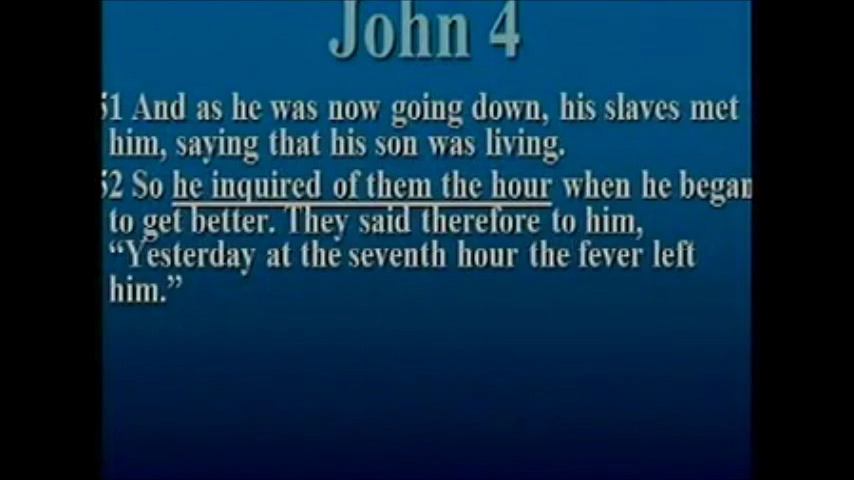 John 4
51 And as he was now going down, his slaves met
him, saying that his son was living.
52 So he inquired of them the hour when he began
to get better. They said therefore to him,
“Yesterday at the seventh hour the fever left
him.”